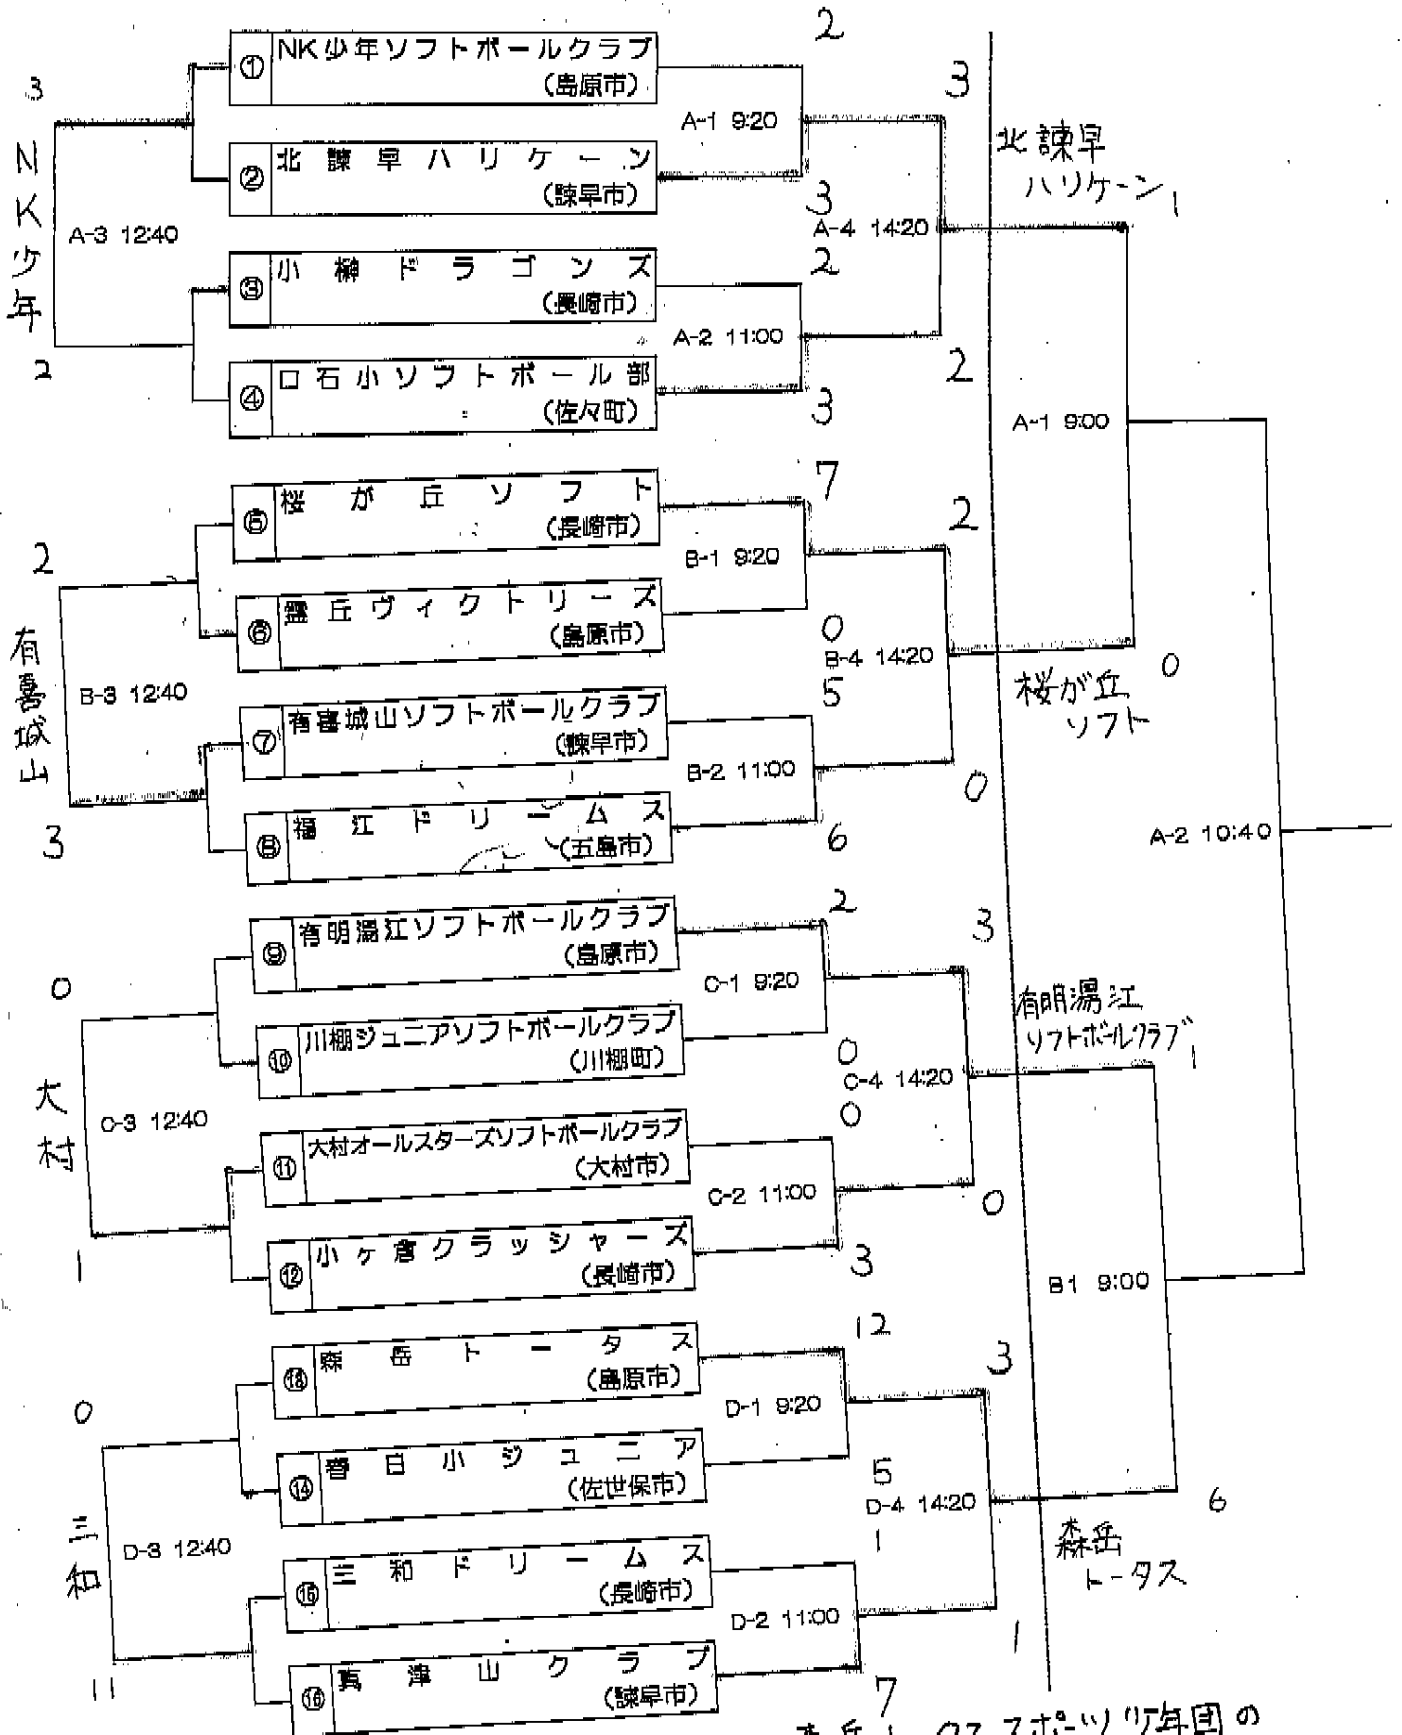 2
① NK少年ソフトボールクラブ
(島原市)
3
3
A-1 9:20
② 北諫早ハリケーン
(諫早市)
北諫早
ハリケーン 1
NK少年
3
A-3 12:40
A-4 14:20
③ 小榊ドラゴンズ
(長崎市)
2
A-2 11:00
2
④ 口石小ソフトボール部
(佐々町)
2
3
A-1 9:00
⑤ 桜が丘ソフト
(長崎市)
7
2
2
B-1 9:20
⑥ 霊丘ヴィクトリーズ
(島原市)
0
B-4 14:20
有喜城山
B-3 12:40
桜が丘
ソフト
0
⑦ 有喜城山ソフトボールクラブ
(諫早市)
5
B-2 11:00
0
⑧ 福江ドリームス
(五島市)
3
6
A-2 10:40
⑨ 有明湯江ソフトボールクラブ
(島原市)
2
3
0
C-1 9:20
有明湯江
ソフトボールクラブ 1
⑩ 川棚ジュニアソフトボールクラブ
(川棚町)
0
C-4 14:20
大村
C-3 12:40
⑪ 大村オールスターズソフトボールクラブ
(大村市)
0
C-2 11:00
0
⑫ 小ヶ倉クラッシャーズ
(長崎市)
1
3
B1 9:00
⑬ 森岳トータス
(島原市)
12
3
0
D-1 9:20
⑭ 春日小ジュニア
(佐世保市)
5
D-4 14:20
6
三和
D-3 12:40
森岳
トータス
⑮ 三和ドリームス
(長崎市)
1
D-2 11:00
1
⑯ 真津山クラブ
(諫早市)
11
7
スポーツ少年団の